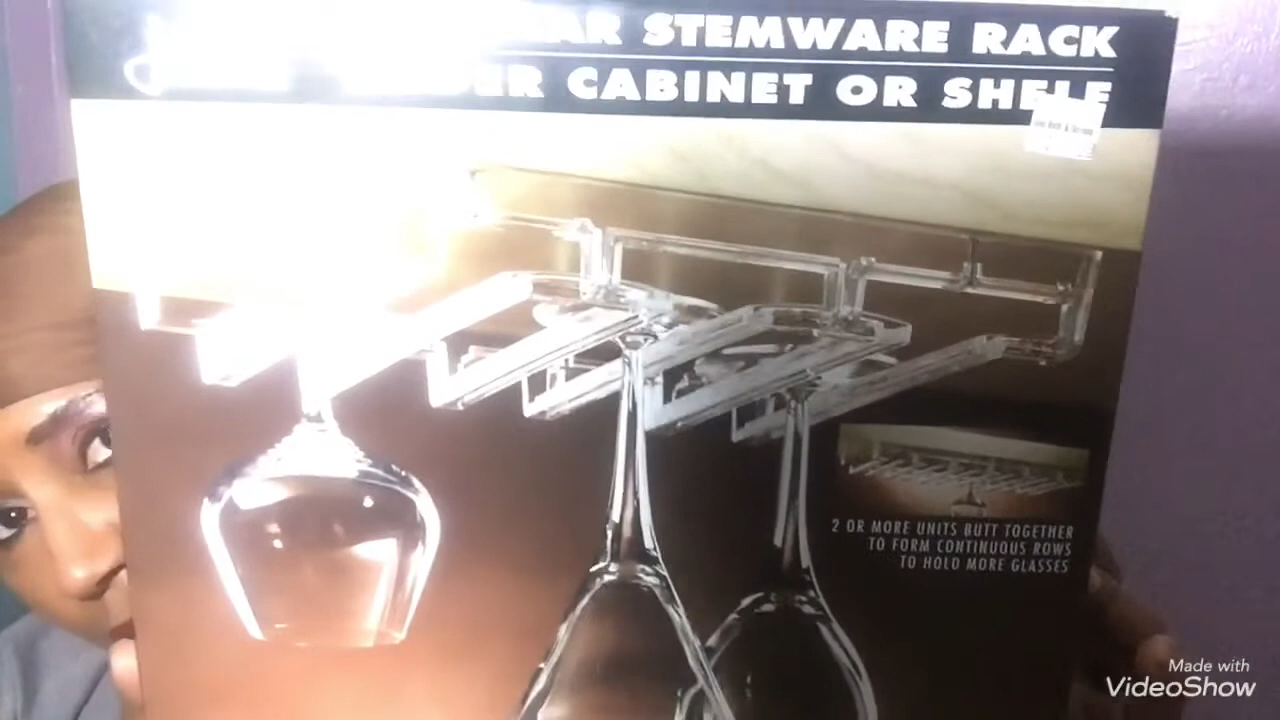 STEMWARE RACK
CABINET OR SHELF
2 OR MORE UNITS BUTT TOGETHER
TO FORM CONTINUOUS ROWS
TO HOLD MORE GLASSES
Made with
VideoShow